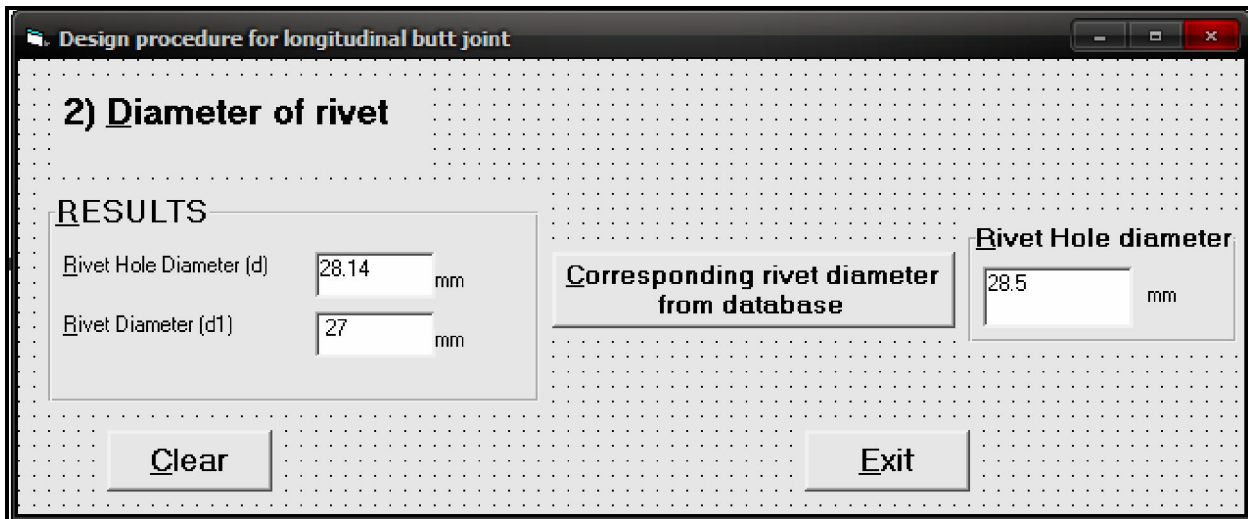 Design procedure for longitudinal butt joint
2) Diameter of rivet
RESULTS
Rivet Hole Diameter (d) 28.14 mm
Rivet Diameter (d1) 27 mm
Corresponding rivet diameter
from database
Rivet Hole diameter
28.5 mm
Clear
Exit